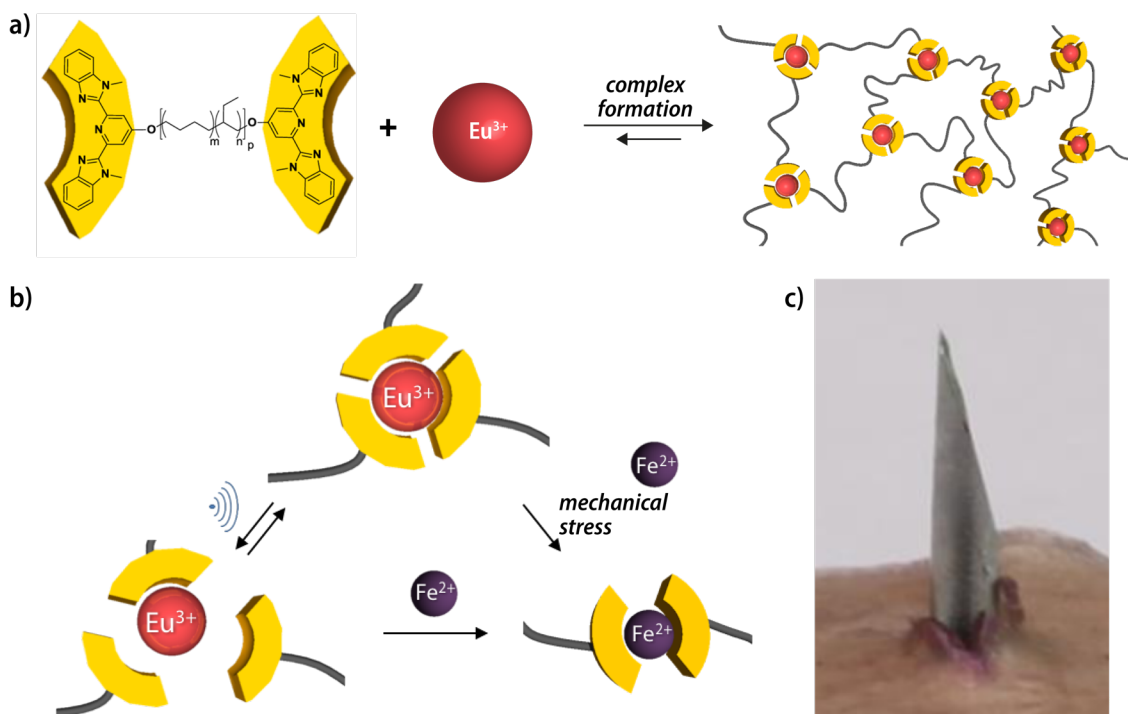 a)
N
N
N
N
N
O
m
n
p
O
N
N
N
N
N
+
Eu³⁺
complex
formation
b)
c)
Eu³⁺
Fe²⁺
mechanical
stress
Eu³⁺
Fe²⁺
Fe²⁺